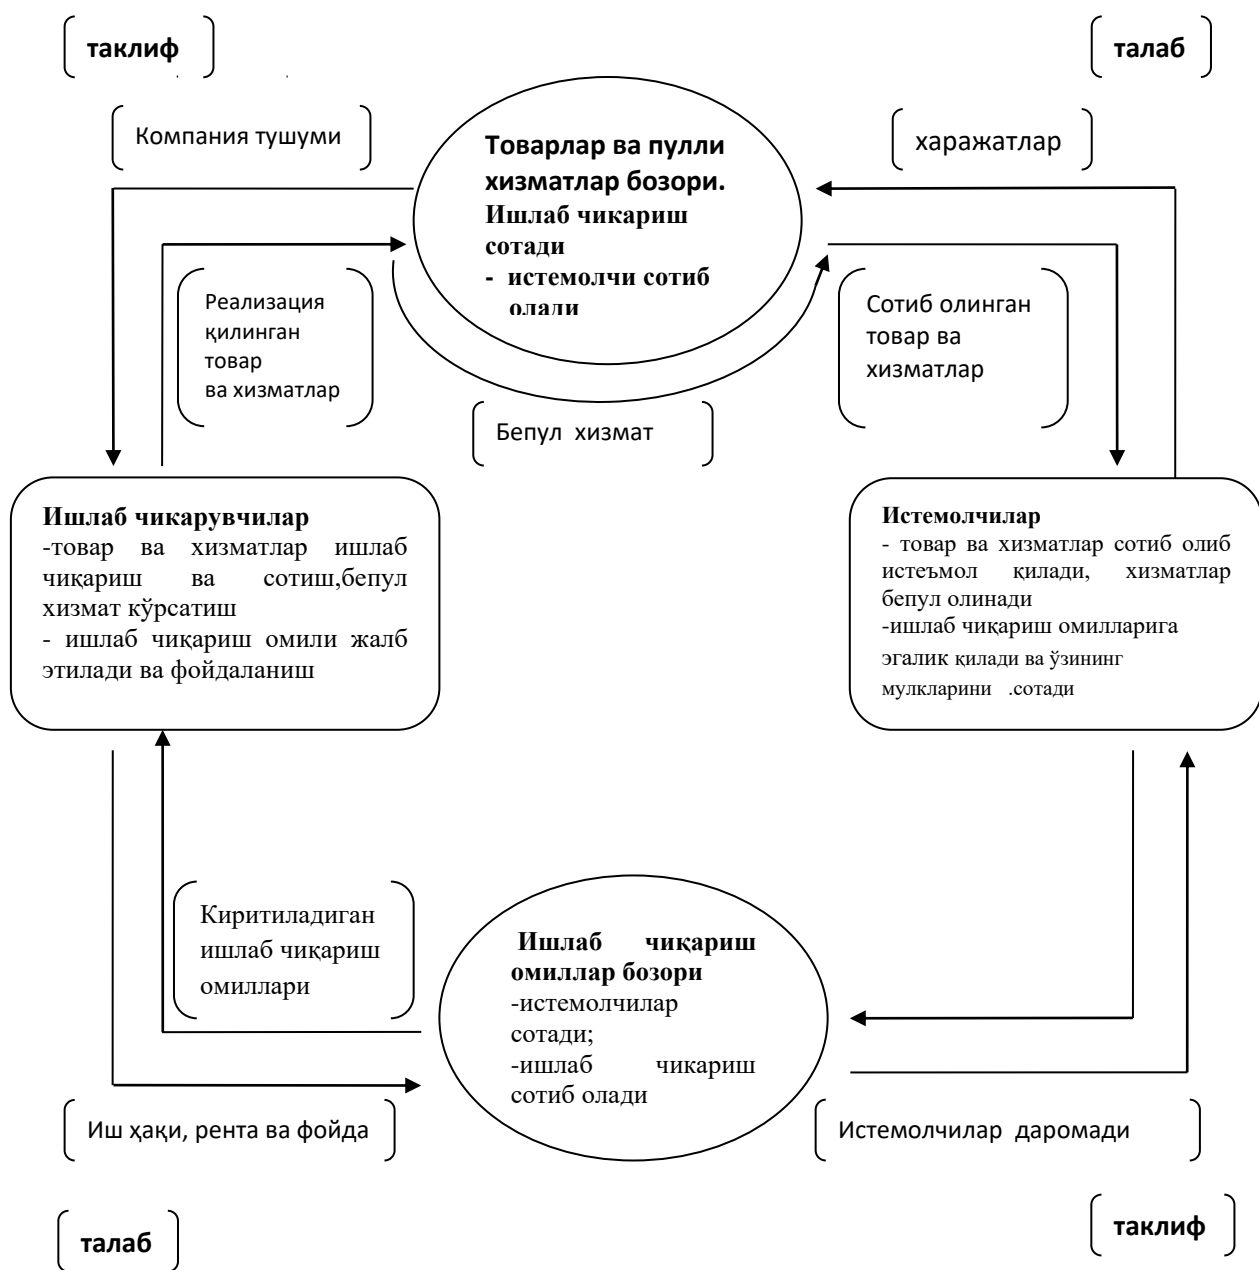 таклиф
талаб
Компания тушуми
Товарлар ва пулли
хизматлар бозори.
Ишлаб чикариш
сотади
- истемолчи сотиб
олади
харажатлар
Реализация
қилинган
товар
ва хизматлар
Сотиб олинган
товар ва
хизматлар
Бепул хизмат
Ишлаб чикарувчилар
-товар ва хизматлар ишлаб
чиқариш ва сотиш,бепул
хизмат кўрсатиш
- ишлаб чиқариш омили жалб
этилади ва фойдаланиш
Истемолчилар
- товар ва хизматлар сотиб олиб
истеъмол қилади, хизматлар
бепул олинади
-ишлаб чиқариш омилларига
эгалик қилади ва ўзининг
мулкларини .сотади
Киритиладиган
ишлаб чиқариш
омиллари
Ишлаб чиқариш
омиллар бозори
-истемолчилар
сотади;
-ишлаб чикариш
сотиб олади
Иш ҳақи, рента ва фойда
Истемолчилар даромади
талаб
таклиф